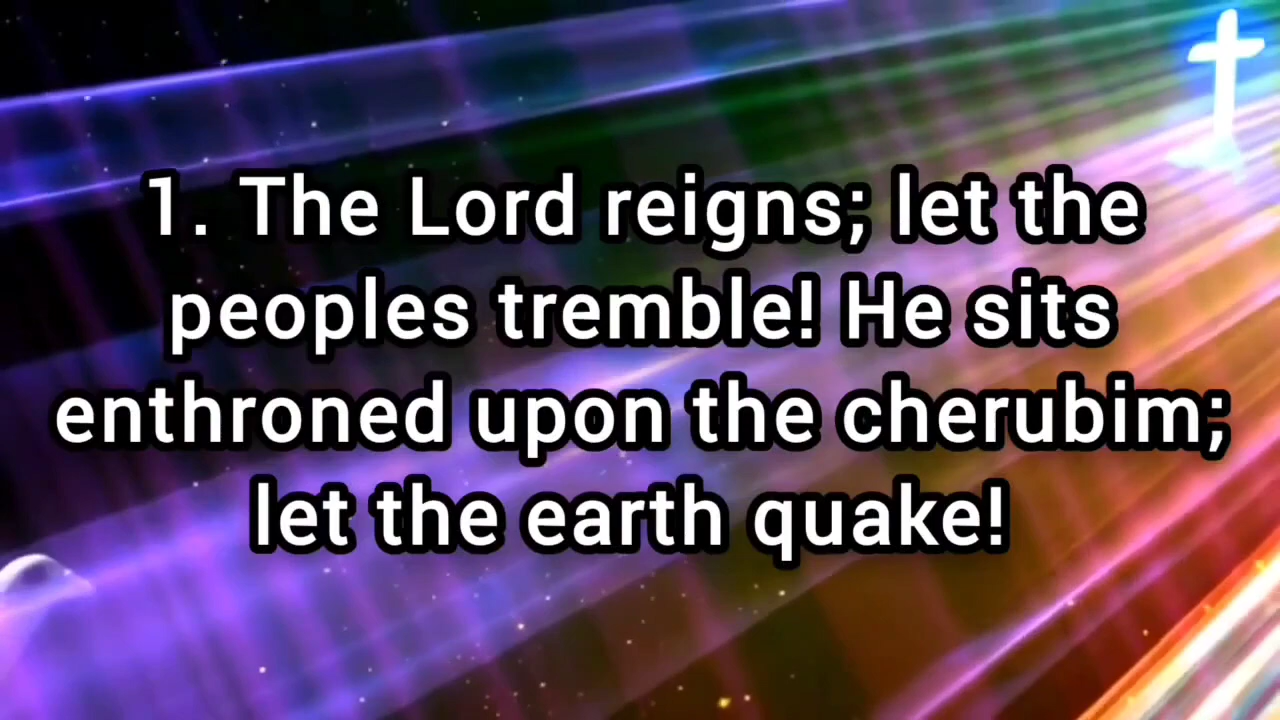 1. The Lord reigns; let the
peoples tremble! He sits
enthroned upon the cherubim;
let the earth quake!